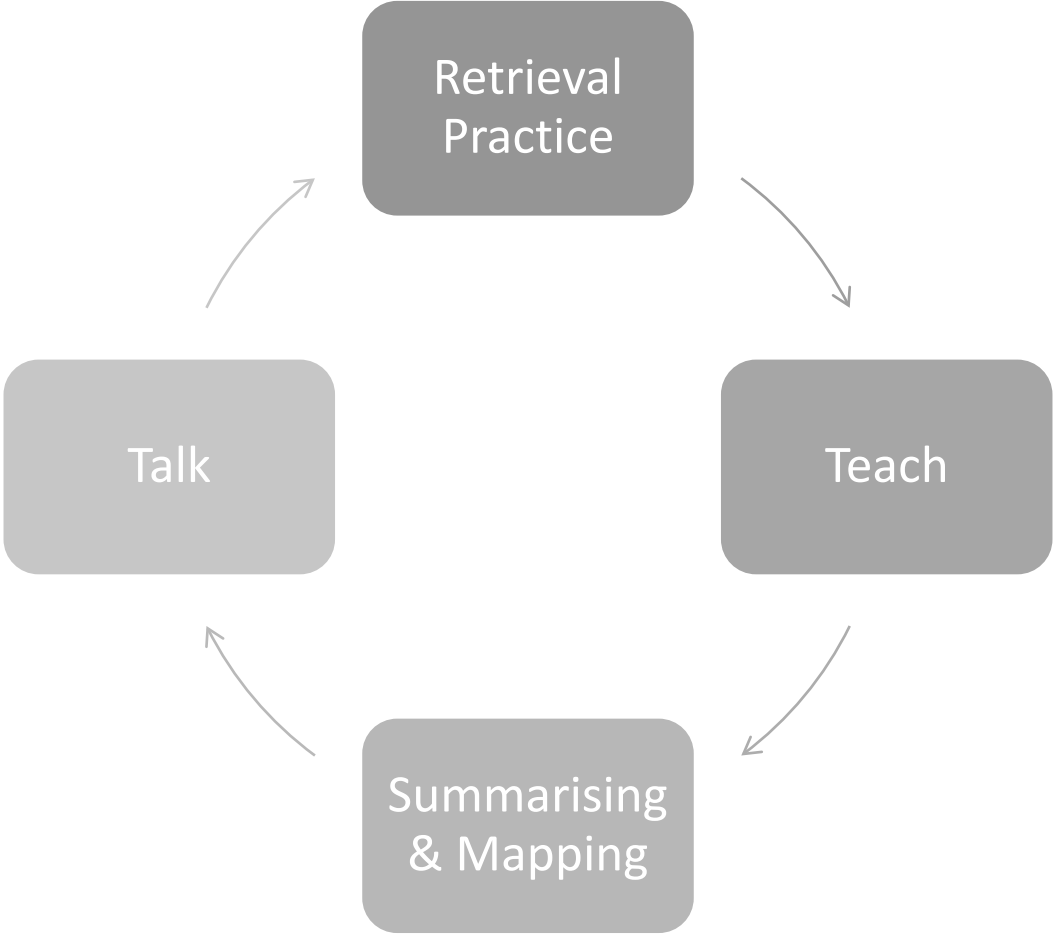 Retrieval
Practice
Talk
Teach
Summarising
& Mapping